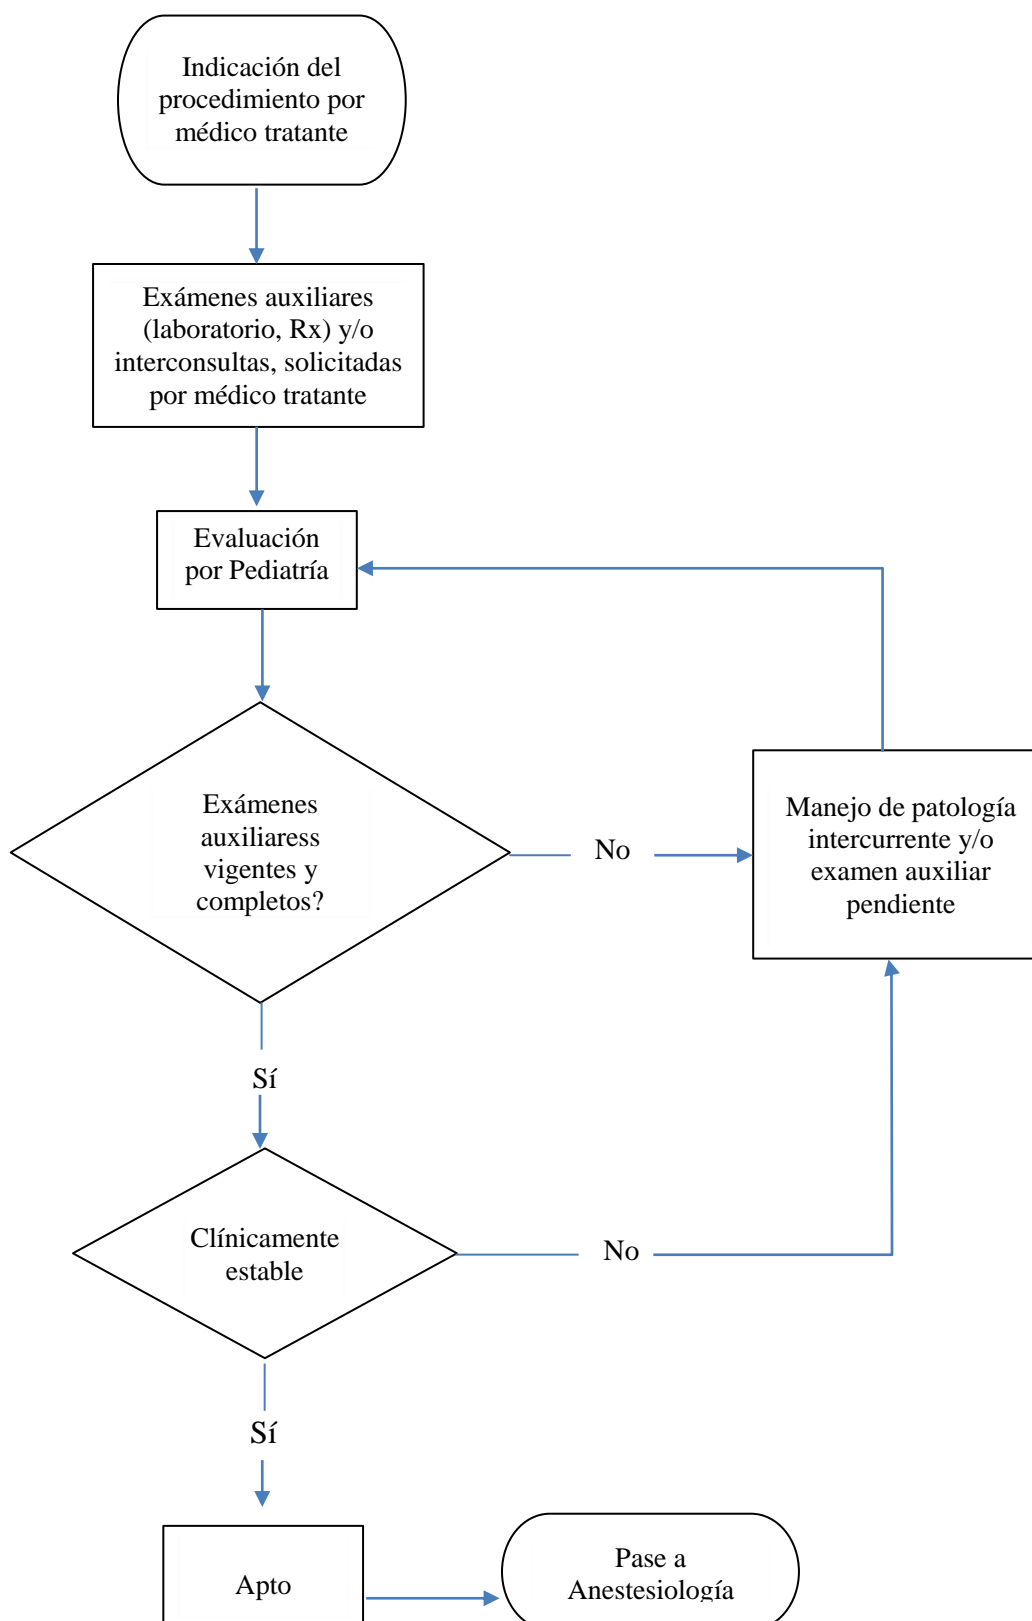 Indicación del
procedimiento por
médico tratante
Exámenes auxiliares
(laboratorio, Rx) y/o
interconsultas, solicitadas
por médico tratante
Evaluación
por Pediatría
Exámenes
auxiliaress
vigentes y
completos?
No
Manejo de patología
intercurrente y/o
examen auxiliar
pendiente
Sí
Clínicamente
estable
No
Sí
Apto
Pase a
Anestesiología